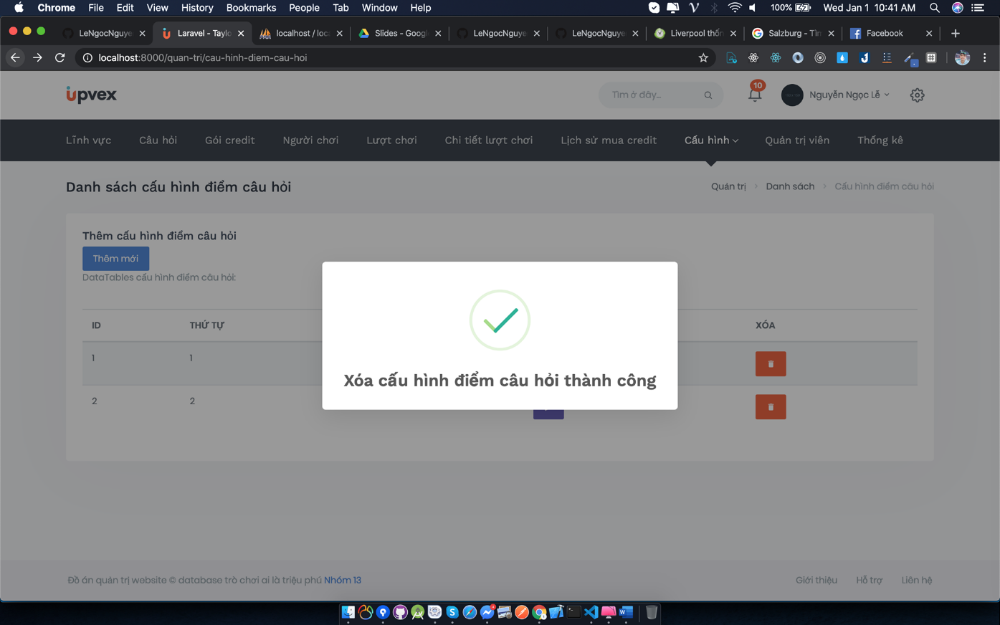 Chrome File Edit View History Bookmarks People Tab Window Help 100% Wed Jan 1 10:41 AM
LeNgocNguye Laravel - Taylo localhost / loca Slides - Googl LeNgocNguye LeNgocNguye Liverpool thốn Salzburg - Tìm Facebook
localhost:8000/quan-tri/cau-hinh-diem-cau-hoi
upvex
Tìm ở đây...
10
Nguyễn Ngọc Lễ
Lĩnh vực Câu hỏi Gói credit Người chơi Lượt chơi Chi tiết lượt chơi Lịch sử mua credit Cấu hình Quản trị viên Thống kê
Danh sách cấu hình điểm câu hỏi
Quản trị Danh sách Cấu hình điểm câu hỏi
Thêm cấu hình điểm câu hỏi
Thêm mới
DataTables cấu hình điểm câu hỏi:
ID THỨ TỰ XÓA
1 1
2 2
Xóa cấu hình điểm câu hỏi thành công
Đồ án quản trị website © database trò chơi ai là triệu phú Nhóm 13
Giới thiệu Hỗ trợ Liên hệ